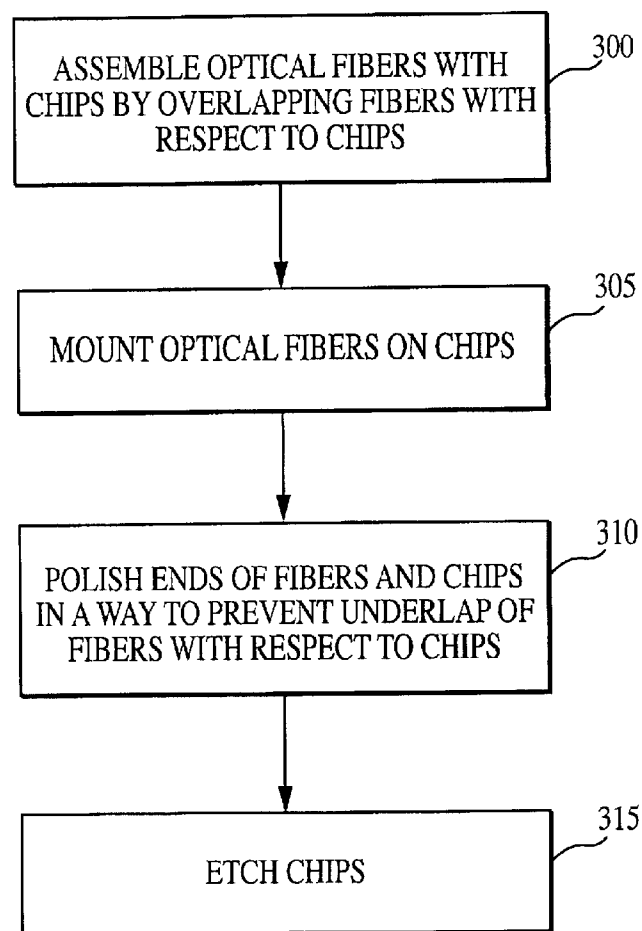 300
ASSEMBLE OPTICAL FIBERS WITH
CHIPS BY OVERLAPPING FIBERS WITH
RESPECT TO CHIPS
305
MOUNT OPTICAL FIBERS ON CHIPS
310
POLISH ENDS OF FIBERS AND CHIPS
IN A WAY TO PREVENT UNDERLAP OF
FIBERS WITH RESPECT TO CHIPS
315
ETCH CHIPS